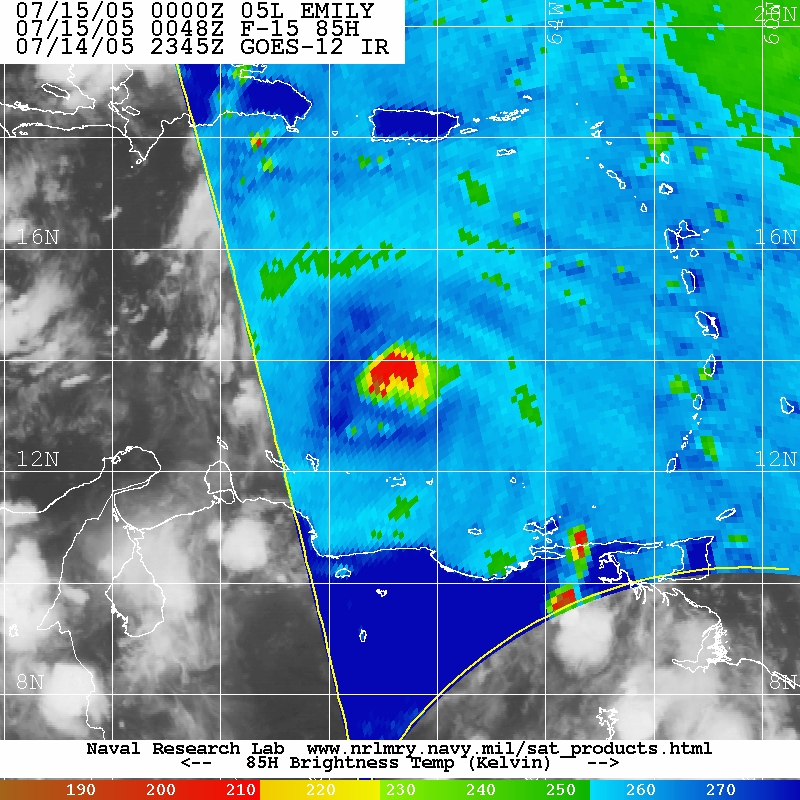 07/15/05 0000Z 05L EMILY
07/15/05 0048Z F-15 85H
07/14/05 2345Z GOES-12 IR
64W
20N
60
16N 16N
12N 12N
8N 8N
Naval Research Lab www.nrlmry.navy.mil/sat_products.html
<-- 85H Brightness Temp (Kelvin) -->
190 200 210 220 230 240 250 260 270